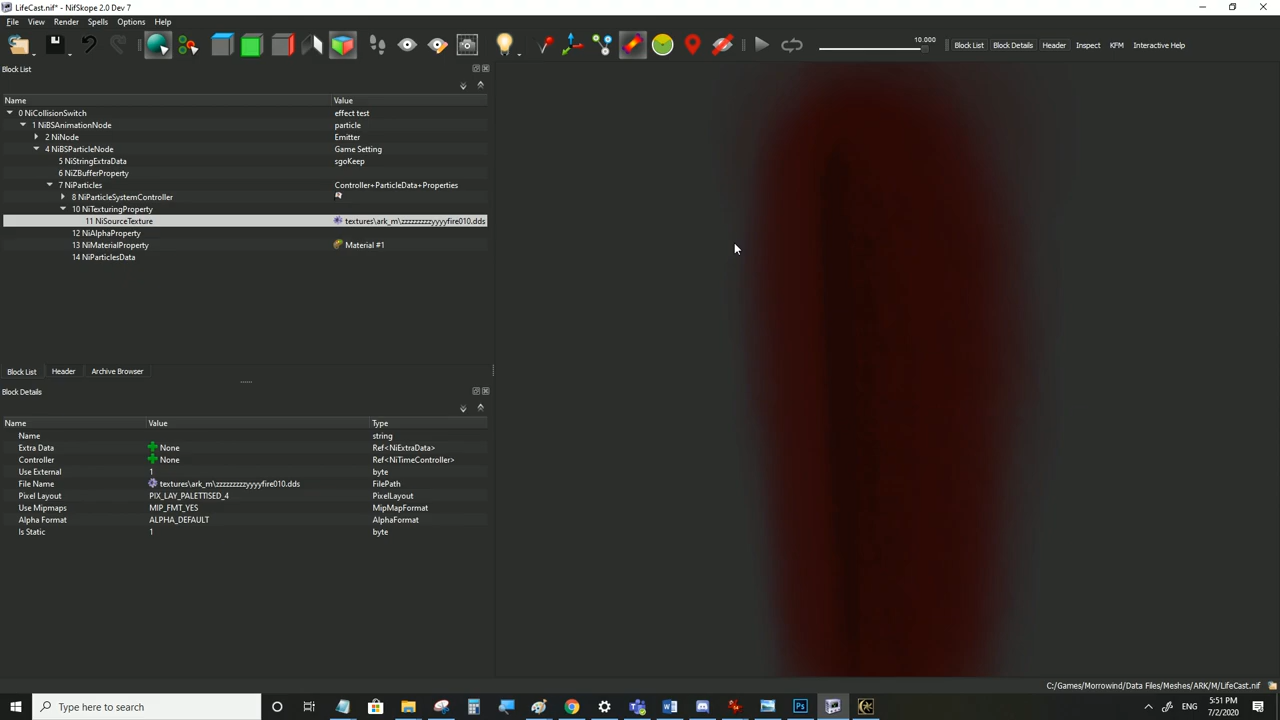 LifeCast.nif* - NifSkope 2.0 Dev 7
File View Render Spells Options Help
10.000
Block List Block Details Header Inspect KFM Interactive Help
Block List
Name Value
0 NiCollisionSwitch effect test
1 NiBSAnimationNode particle
2 NiNode Emitter
4 NiBSParticleNode Game Setting
5 NiStringExtraData sgoKeep
6 NiZBufferProperty
7 NiParticles Controller+ParticleData+Properties
8 NiParticleSystemController
10 NiTexturingProperty
11 NiSourceTexture textures\ark_m\zzzzzzzzyyyyfire010.dds
12 NiAlphaProperty
13 NiMaterialProperty Material #1
14 NiParticlesData
Block List Header Archive Browser
Block Details
Name Value Type
Name string
Extra Data None Ref<NiExtraData>
Controller None Ref<NiTimeController>
Use External 1 byte
File Name textures\ark_m\zzzzzzzzyyyyfire010.dds FilePath
Pixel Layout PIX_LAY_PALETTISED_4 PixelLayout
Use Mipmaps MIP_FMT_YES MipMapFormat
Alpha Format ALPHA_DEFAULT AlphaFormat
Is Static 1 byte
C:/Games/Morrowind/Data Files/Meshes/ARK/M/LifeCast.nif
Type here to search
Ps
ENG
5:51 PM
7/2/2020